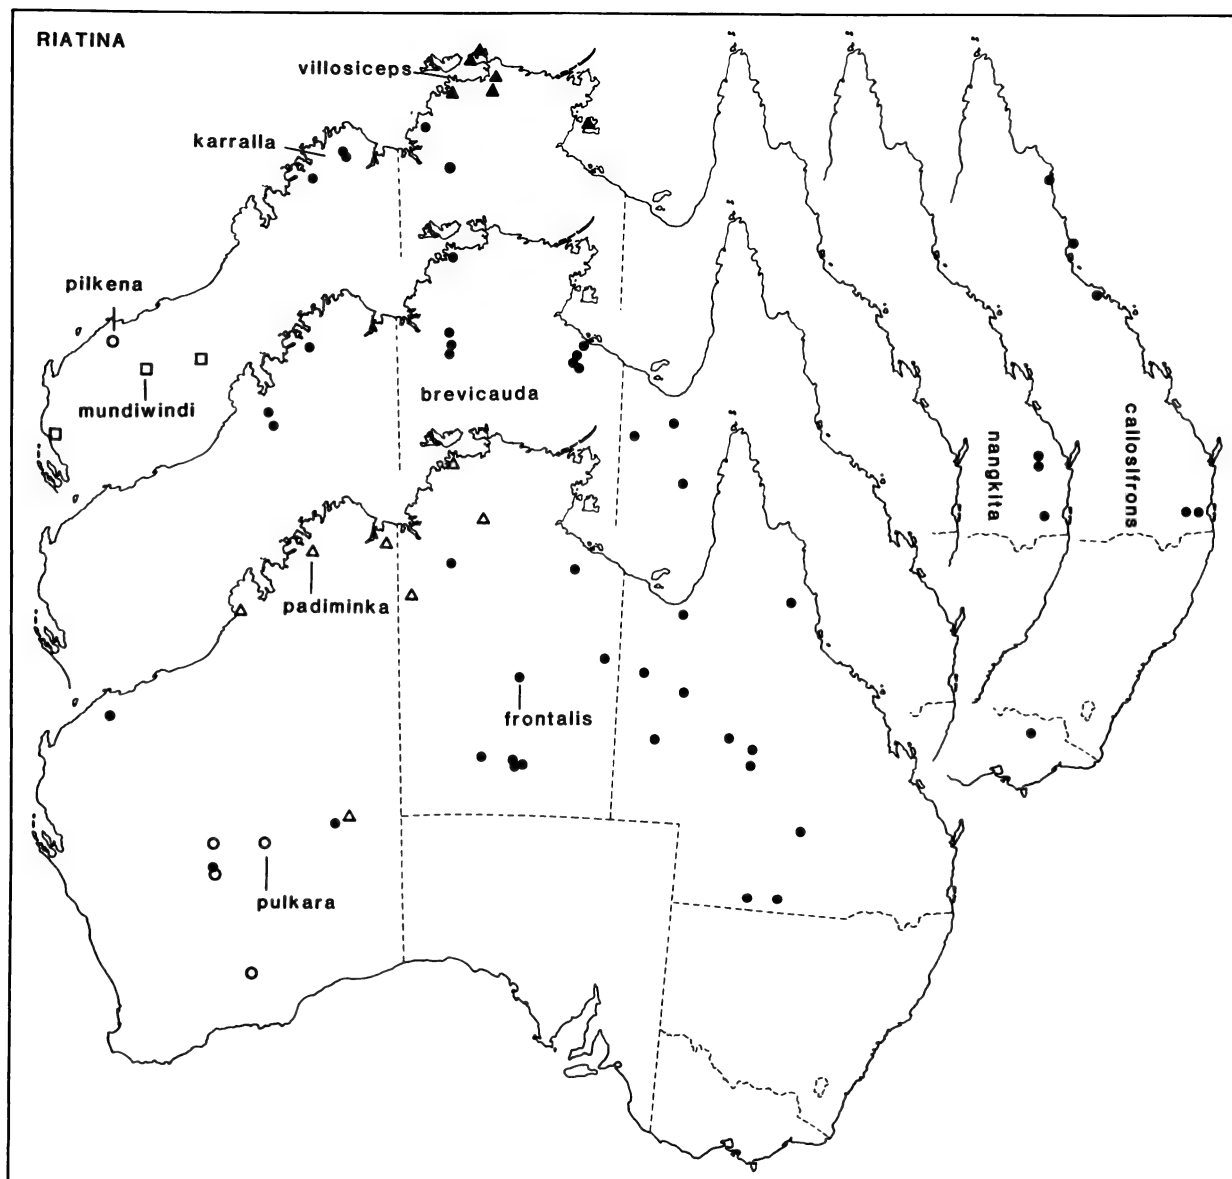 RIATINA
villosiceps
karralla
pilkena
mundiwindi
brevicauda
nangkita
callosifrons
padiminka
frontalis
pulkara